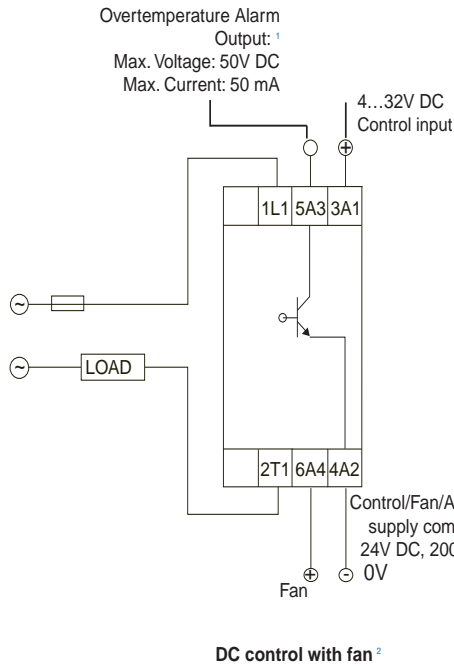 Overtemperature Alarm
Output: 1
Max. Voltage: 50V DC
Max. Current: 50 mA
4…32V DC
Control input
+
1L1 5A3 3A1
~
~
LOAD
2T1 6A4 4A2
Control/Fan/A
supply com
24V DC, 200
+ - 0V
Fan
DC control with fan 2